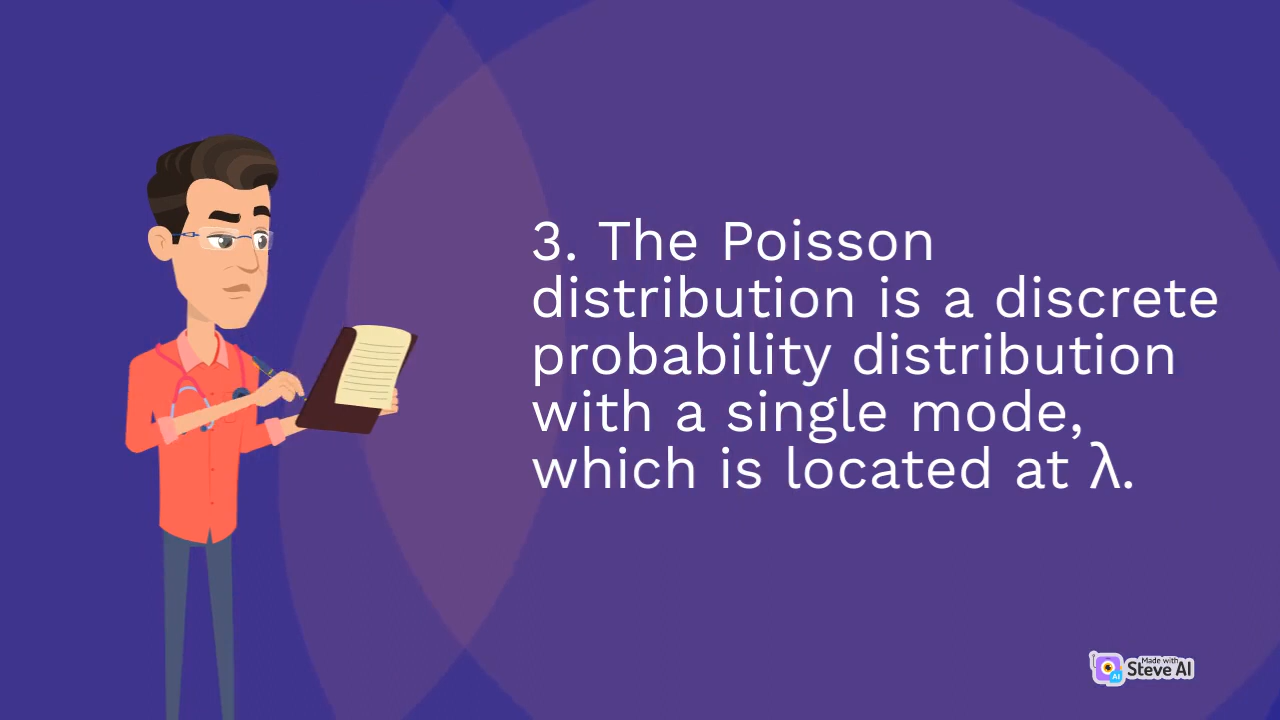 3. The Poisson
distribution is a discrete
probability distribution
with a single mode,
which is located at λ.
Made with
Steve AI
AI